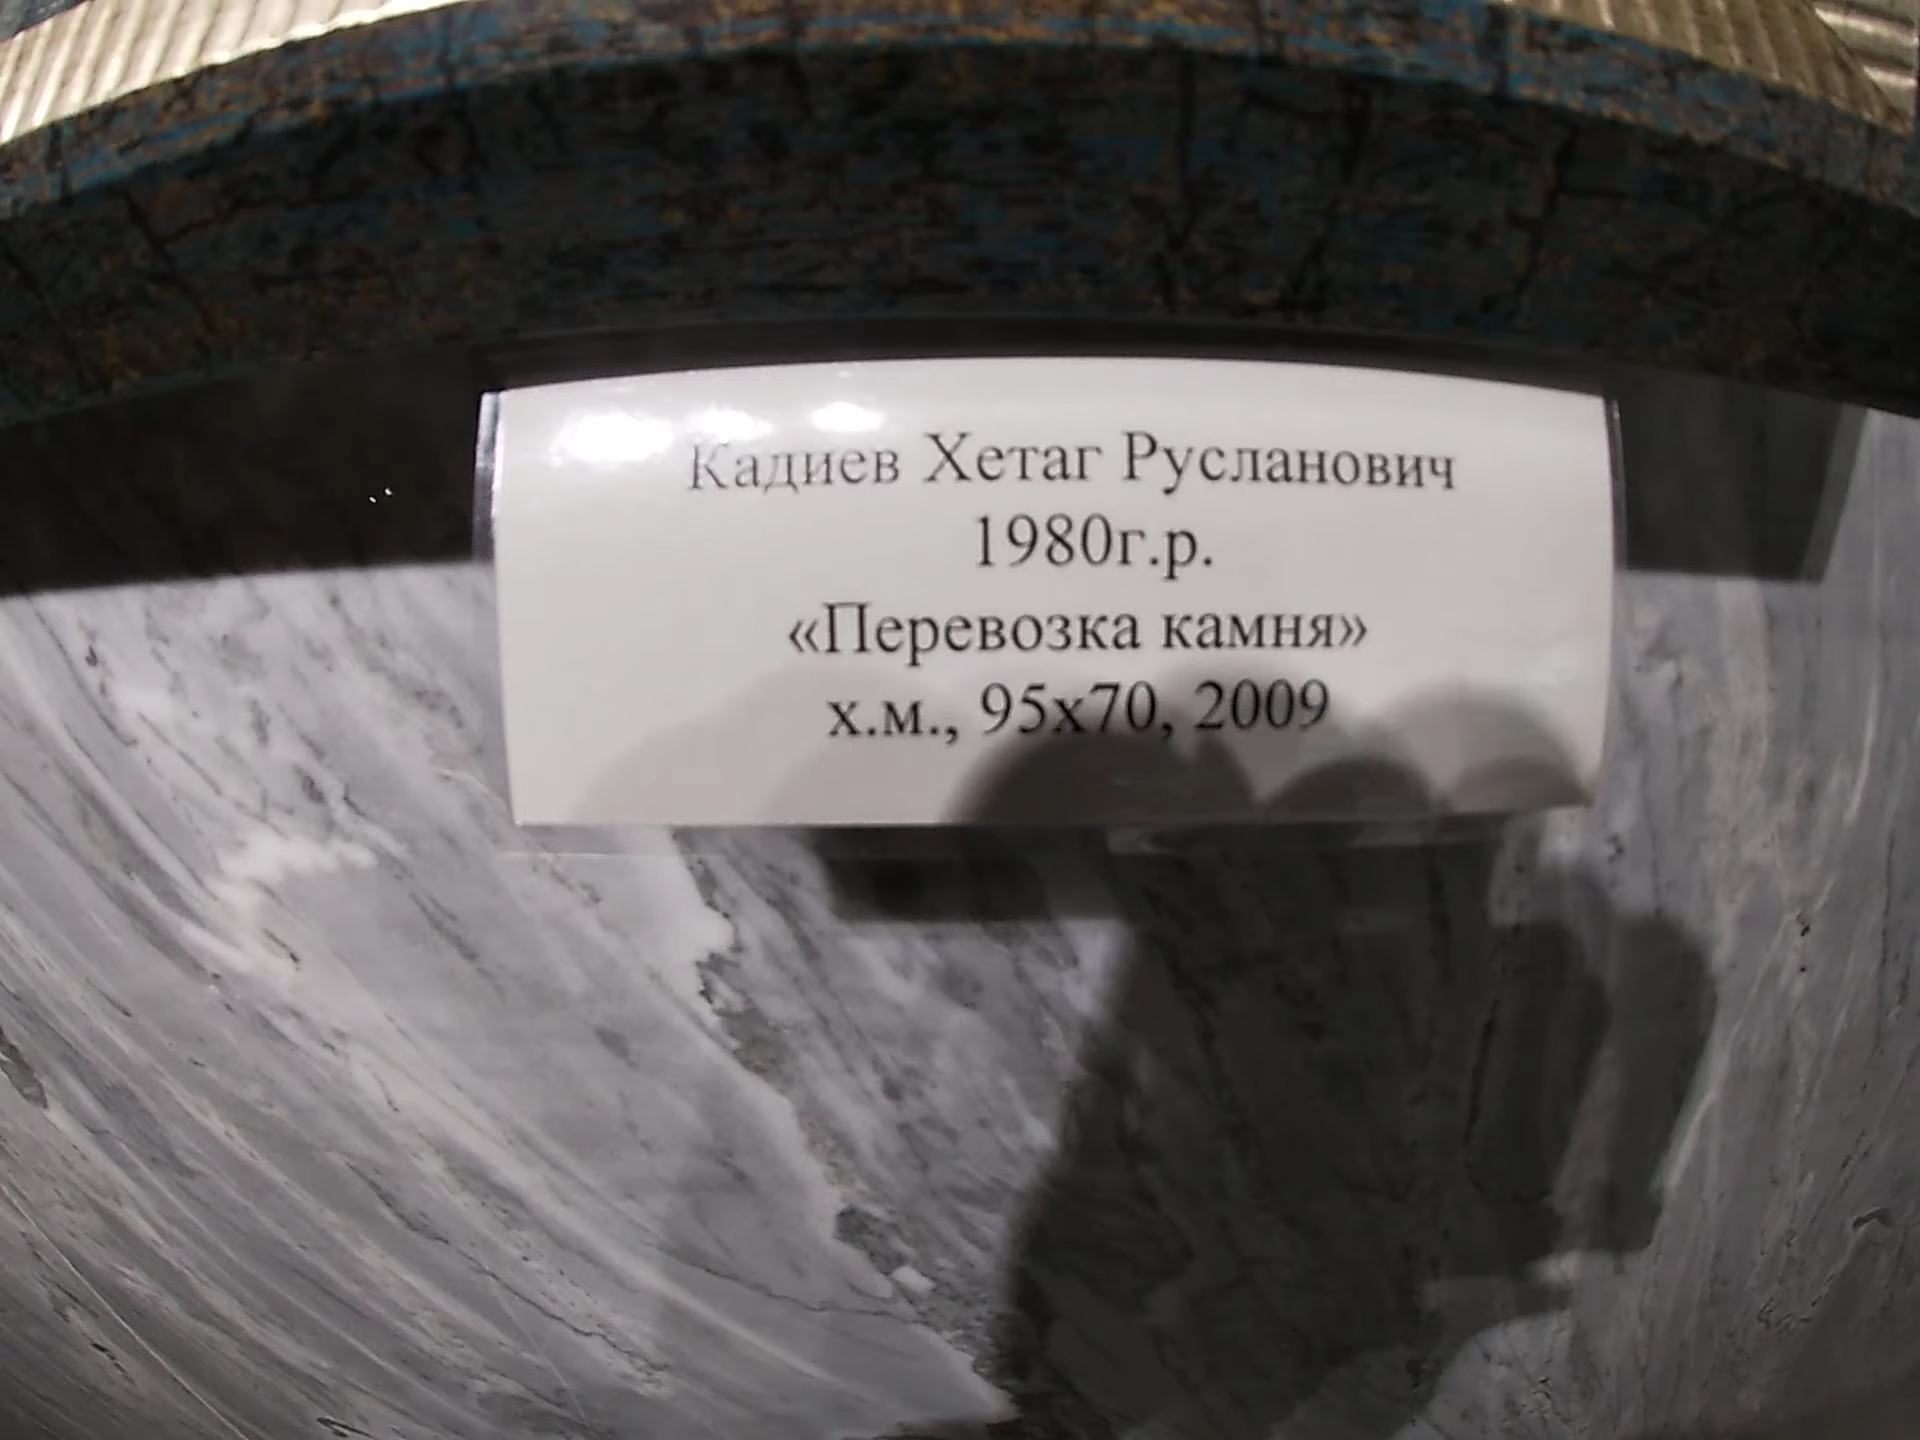 Кадиев Хетаг Русланович
1980г.р.
«Перевозка камня»
х.м., 95х70, 2009